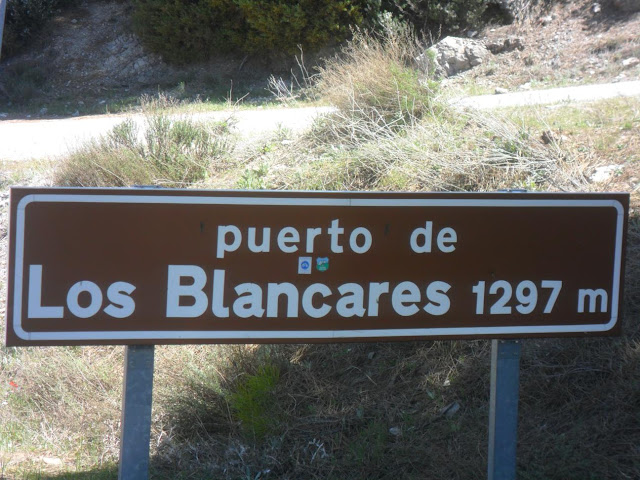 puerto de
Los Blancares 1297 m